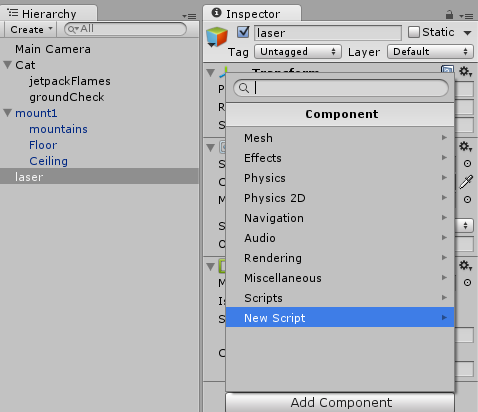 Hierarchy
Create
All
Main Camera
Cat
jetpackFlames
groundCheck
mount1
mountains
Floor
Ceiling
laser
Inspector
laser
Static
Tag Untagged Layer Default
Transform
P
R
S
Component
Mesh
Effects
Physics
Physics 2D
Navigation
Audio
Rendering
Miscellaneous
Scripts
New Script
S
C
M
S
O
M
Is
S
C
Add Component